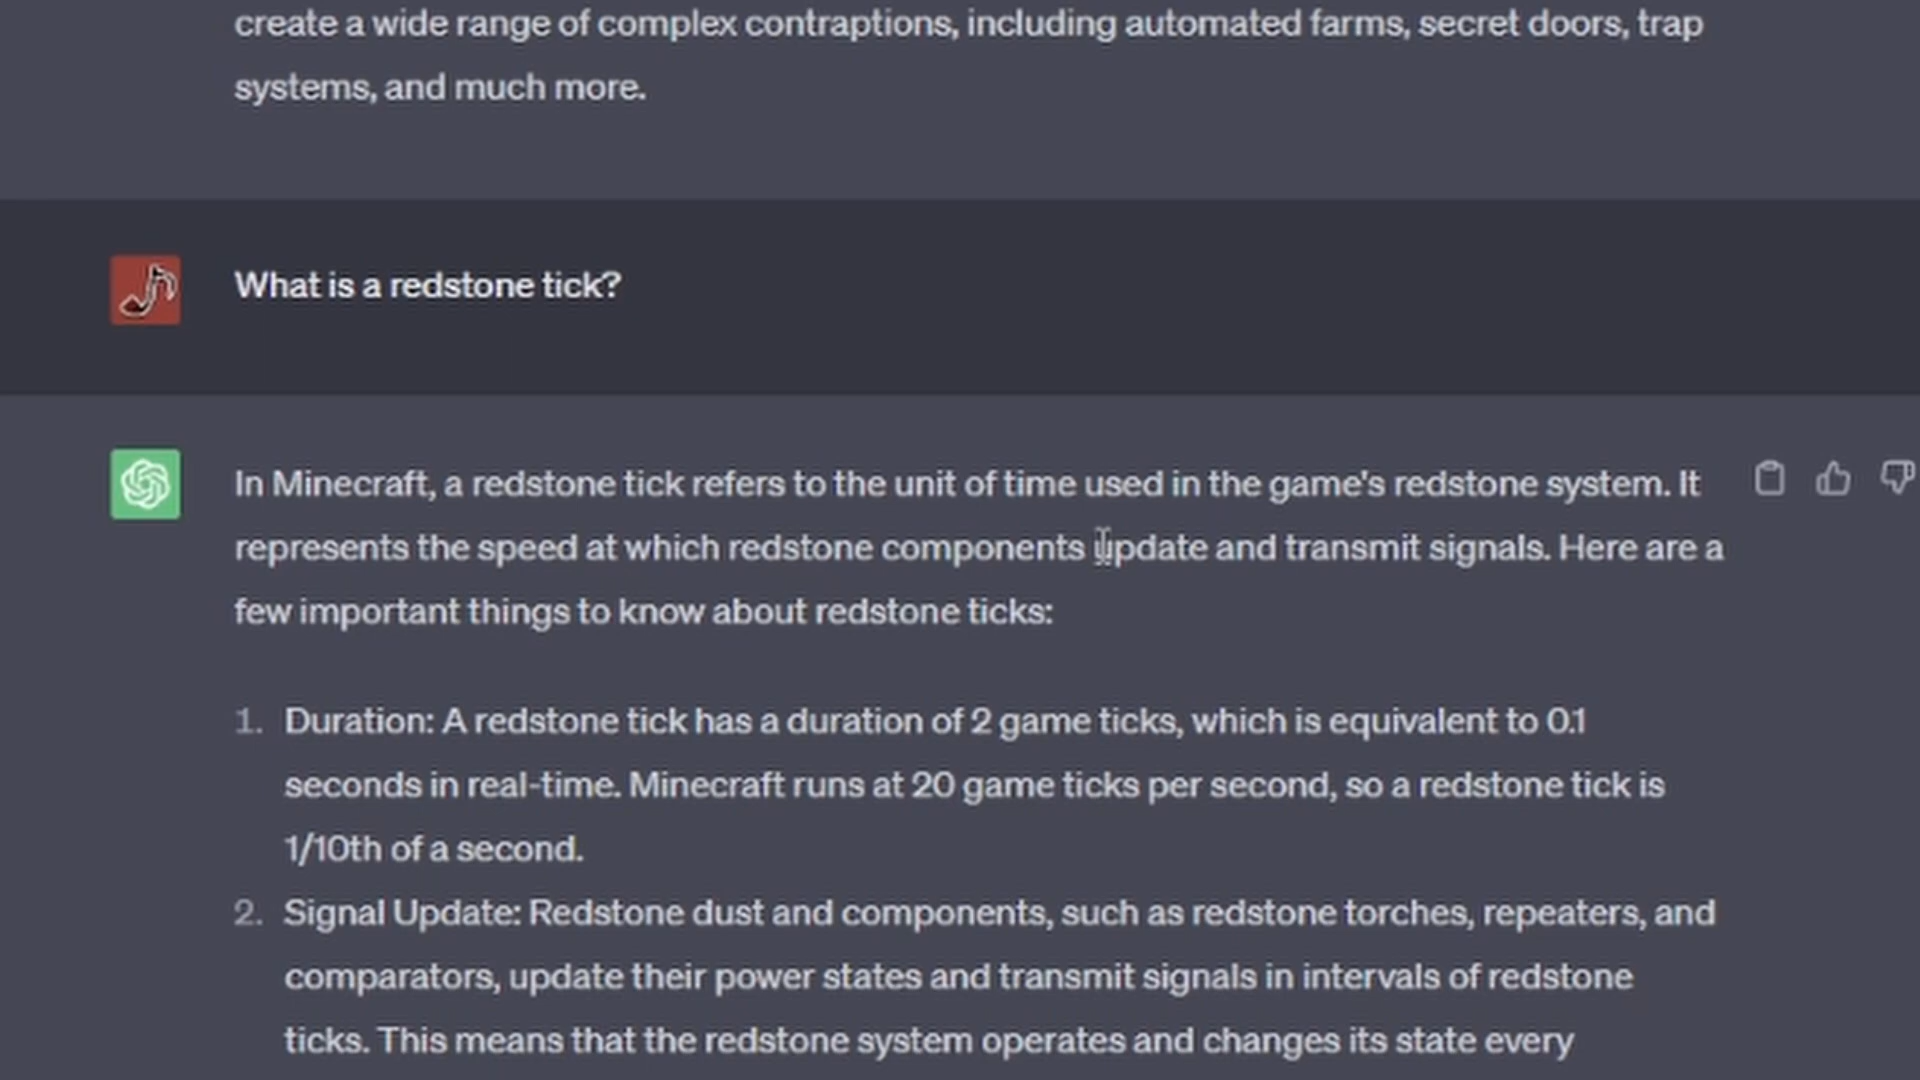 create a wide range of complex contraptions, including automated farms, secret doors, trap
systems, and much more.
What is a redstone tick?
In Minecraft, a redstone tick refers to the unit of time used in the game's redstone system. It
represents the speed at which redstone components update and transmit signals. Here are a
few important things to know about redstone ticks:
1. Duration: A redstone tick has a duration of 2 game ticks, which is equivalent to 0.1
seconds in real-time. Minecraft runs at 20 game ticks per second, so a redstone tick is
1/10th of a second.
2. Signal Update: Redstone dust and components, such as redstone torches, repeaters, and
comparators, update their power states and transmit signals in intervals of redstone
ticks. This means that the redstone system operates and changes its state every